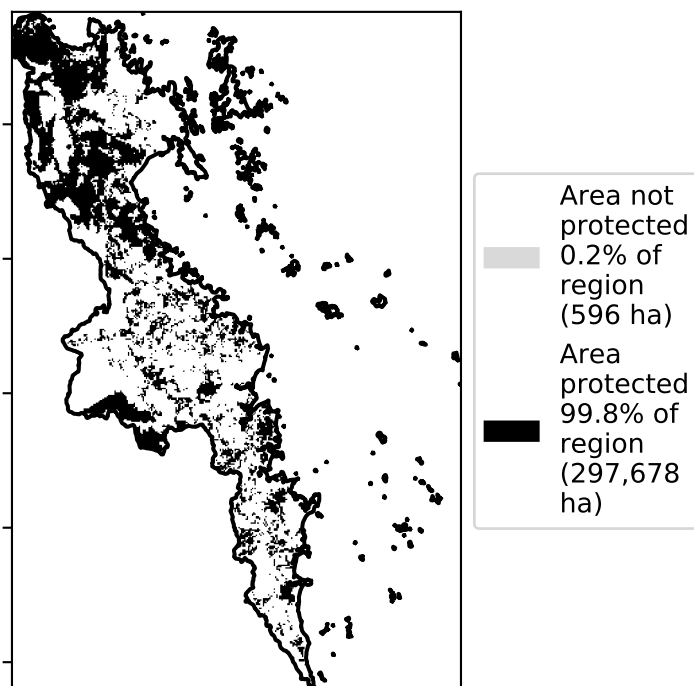 Area not
protected
0.2% of
region
(596 ha)
Area
protected
99.8% of
region
(297,678
ha)